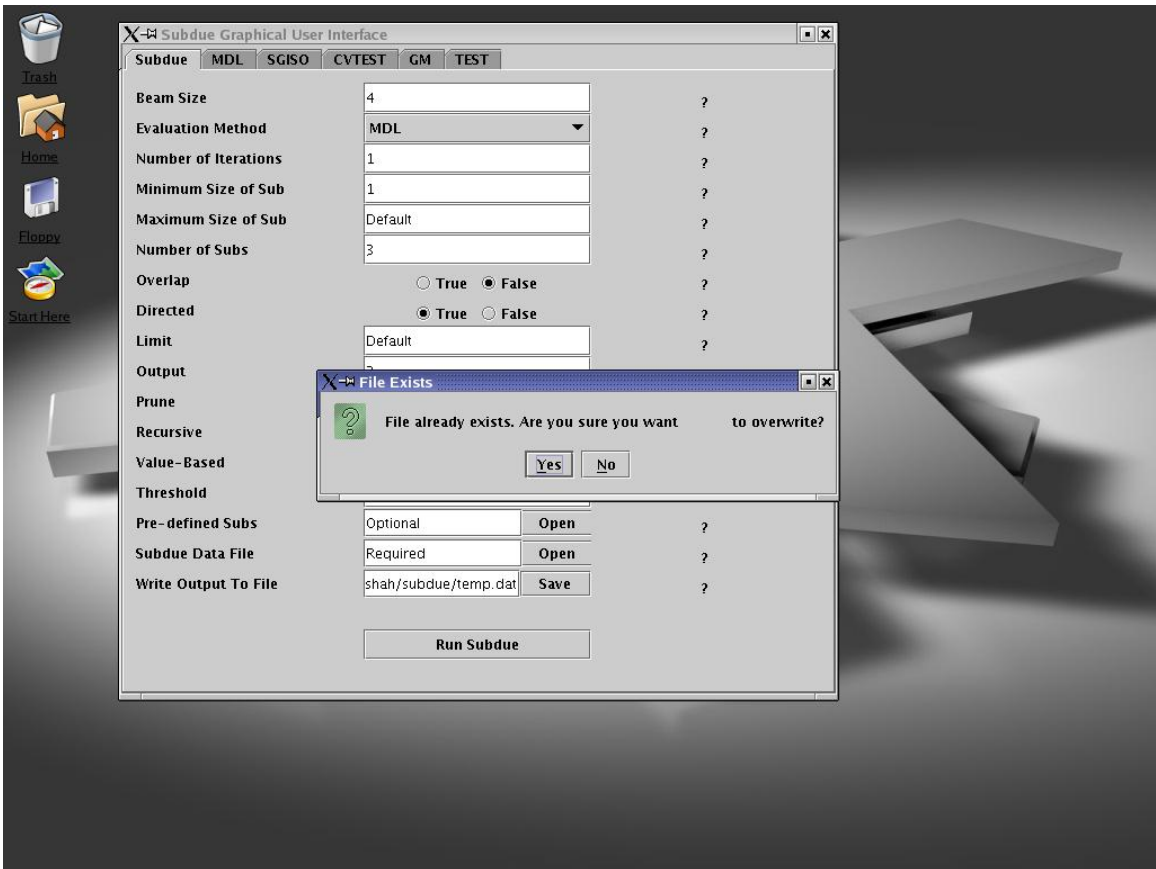 Trash
Home
Floppy
Start Here
Subdue Graphical User Interface
Subdue MDL SGISO CVTEST GM TEST
Beam Size 4 ?
Evaluation Method MDL ?
Number of Iterations 1 ?
Minimum Size of Sub 1 ?
Maximum Size of Sub Default ?
Number of Subs 3 ?
Overlap True False ?
Directed True False ?
Limit Default ?
Output
Prune
Recursive
Value-Based
Threshold
File Exists
File already exists. Are you sure you want to overwrite?
Yes No
Pre-defined Subs Optional Open ?
Subdue Data File Required Open ?
Write Output To File shah/subdue/temp.dat Save ?
Run Subdue